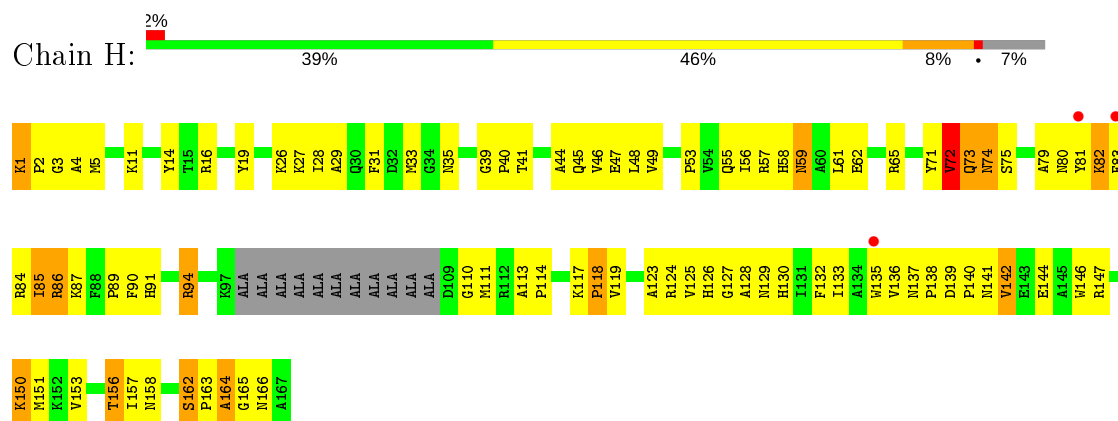 2%
Chain H:
39% 46% 8% • 7%
K1 P2 G3 A4 M5 K11 Y14 T15 R16 Y19 K26 K27 I28 A29 Q30 F31 D32 M33 G34 N35 G39 P40 T41 A44 Q45 V46 E47 L48 V49 P53 V54 Q55 I56 R57 H58 N59 A60 L61 E62 R65 Y71 V72 Q73 N74 S75 A79 N80 Y81 K82
R84 I85 R86 K87 F88 P89 F90 H91 R94 K97 ALA ALA ALA ALA ALA ALA ALA ALA ALA ALA ALA D109 G110 M111 R112 A113 P114 K117 P118 V119 A123 R124 V125 H126 G127 A128 N129 H130 I131 F132 I133 A134 W135 V136 N137 P138 D139 P140 N141 V142 E143 E144 A145 W146 R147
K150 M151 K152 V153 T156 I157 N158 S162 P163 A164 G165 N166 A167